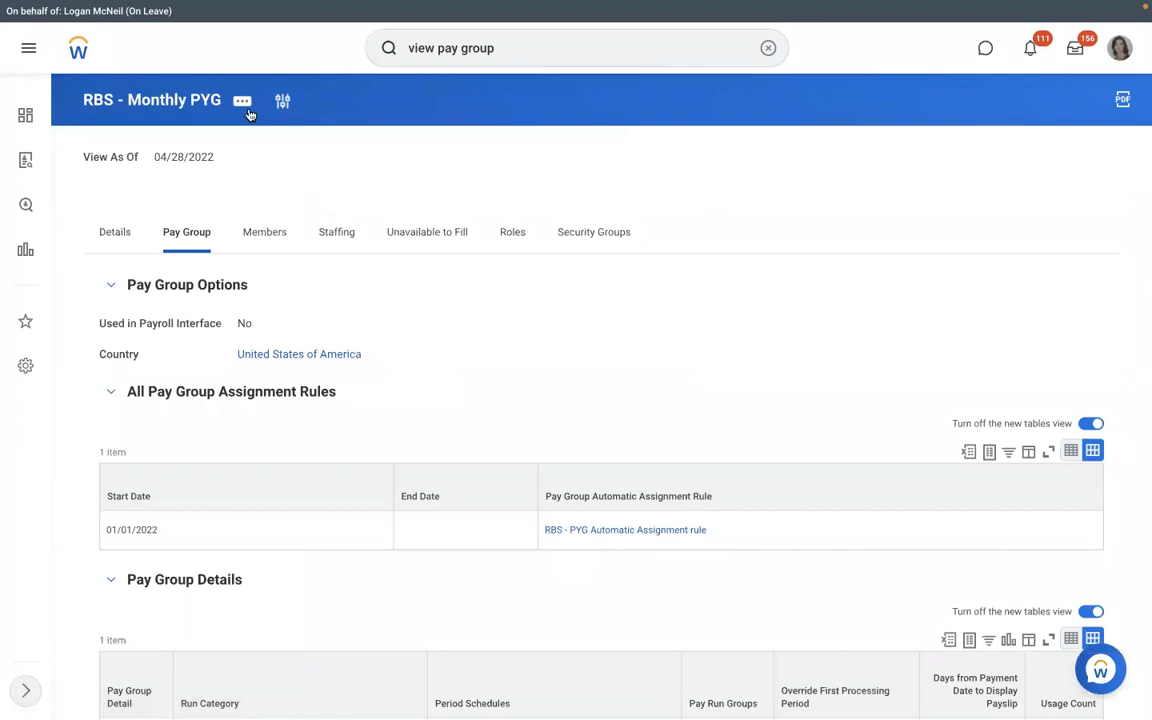 On behalf of: Logan McNeil (On Leave)
view pay group
111
156
RBS - Monthly PYG
PDF
View As Of 04/28/2022
Details Pay Group Members Staffing Unavailable to Fill Roles Security Groups
Pay Group Options
Used in Payroll Interface No
Country United States of America
All Pay Group Assignment Rules
Turn off the new tables view
1 item
Start Date End Date Pay Group Automatic Assignment Rule
01/01/2022 RBS - PYG Automatic Assignment rule
Pay Group Details
Turn off the new tables view
1 item
Pay Group Detail
Run Category
Period Schedules
Pay Run Groups
Override First Processing Period
Days from Payment Date to Display Payslip
Usage Count